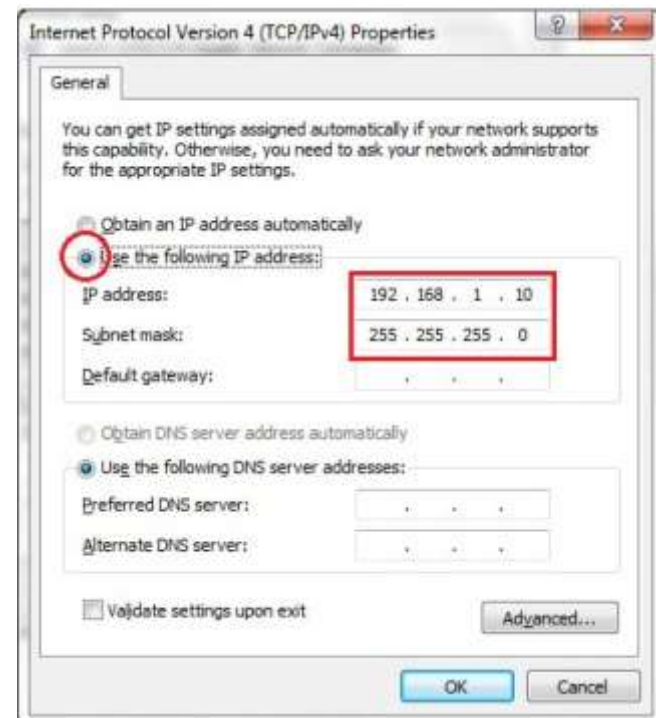 Internet Protocol Version 4 (TCP/IPv4) Properties
General
You can get IP settings assigned automatically if your network supports
this capability. Otherwise, you need to ask your network administrator
for the appropriate IP settings.
Obtain an IP address automatically
Use the following IP address:
IP address: 192 . 168 . 1 . 10
Subnet mask: 255 . 255 . 255 . 0
Default gateway: . . .
Obtain DNS server address automatically
Use the following DNS server addresses:
Preferred DNS server: . . .
Alternate DNS server: . . .
Validate settings upon exit
Advanced...
OK Cancel